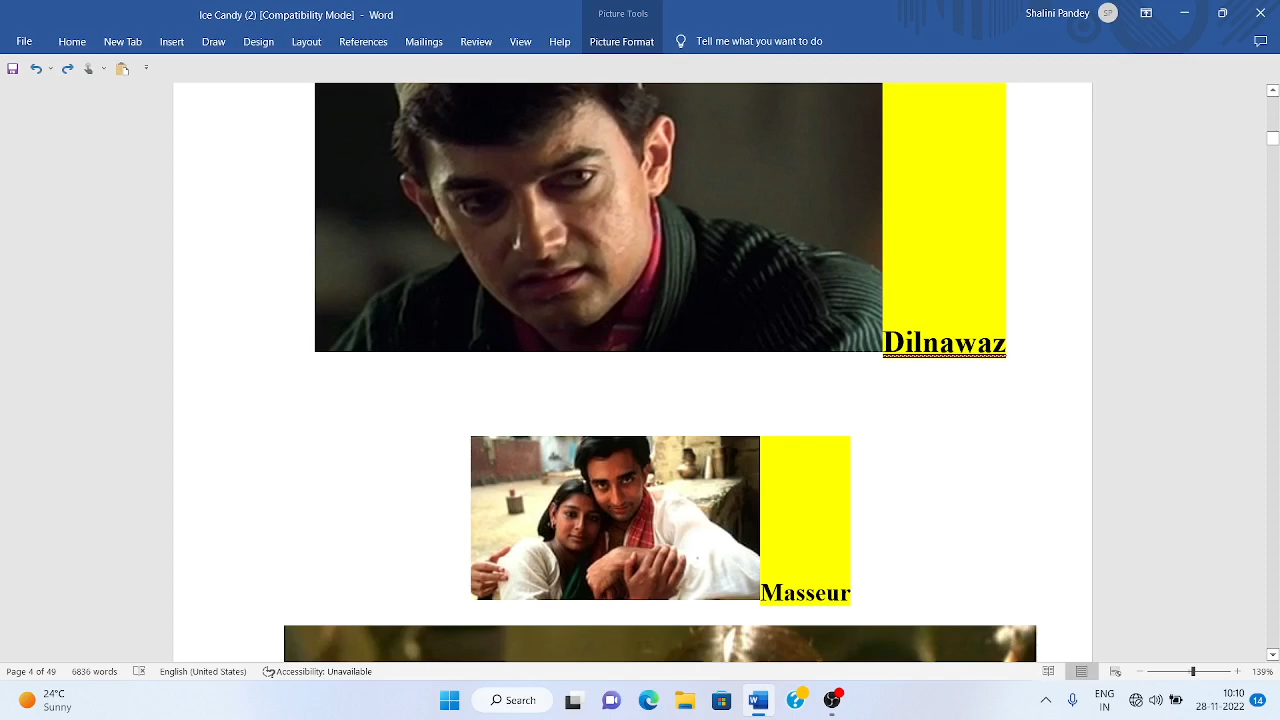 Ice Candy (2) [Compatibility Mode] - Word
Picture Tools
Shalini Pandey
SP
File Home New Tab Insert Draw Design Layout References Mailings Review View Help Picture Format Tell me what you want to do
Dilnawaz
Masseur
Page 4 of 49 6836 words English (United States) Accessibility: Unavailable 139%
24°C
Sunny
Search
ENG
IN
10:10
28-11-2022
14